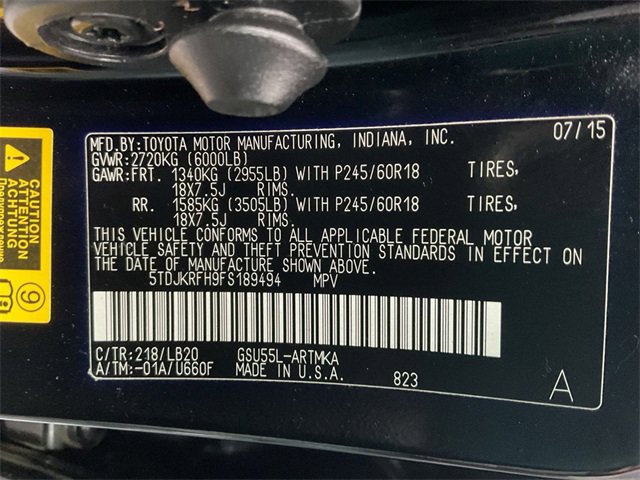 MFD.BY:TOYOTA MOTOR MANUFACTURING, INDIANA, INC. 07/15
GVWR:2720KG (6000LB)
GAWR:FRT. 1340KG (2955LB) WITH P245/60R18 TIRES,
18X7.5J RIMS.
RR. 1585KG (3505LB) WITH P245/60R18 TIRES,
18X7.5J RIMS.
THIS VEHICLE CONFORMS TO ALL APPLICABLE FEDERAL MOTOR
VEHICLE SAFETY AND THEFT PREVENTION STANDARDS IN EFFECT ON
THE DATE OF MANUFACTURE SHOWN ABOVE.
5TDJKRFH9FS189494 MPV
C/TR:218/LB20 GSU55L-ARTMKA
A/TM:-01A/U660F MADE IN U.S.A. 823 A
CAUTION
ATTENTION
Предупреждение
9